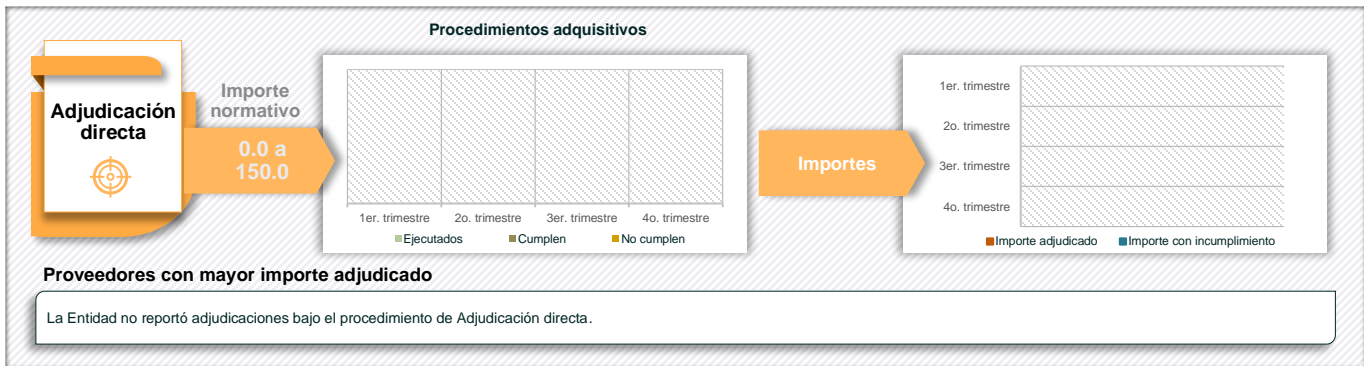 Procedimientos adquisitivos
Adjudicación
directa
Importe
normativo
0.0 a
150.0
1er. trimestre
2o. trimestre
3er. trimestre
4o. trimestre
Ejecutados
Cumplen
No cumplen
Importes
1er. trimestre
2o. trimestre
3er. trimestre
4o. trimestre
Importe adjudicado
Importe con incumplimiento
Proveedores con mayor importe adjudicado
La Entidad no reportó adjudicaciones bajo el procedimiento de Adjudicación directa.